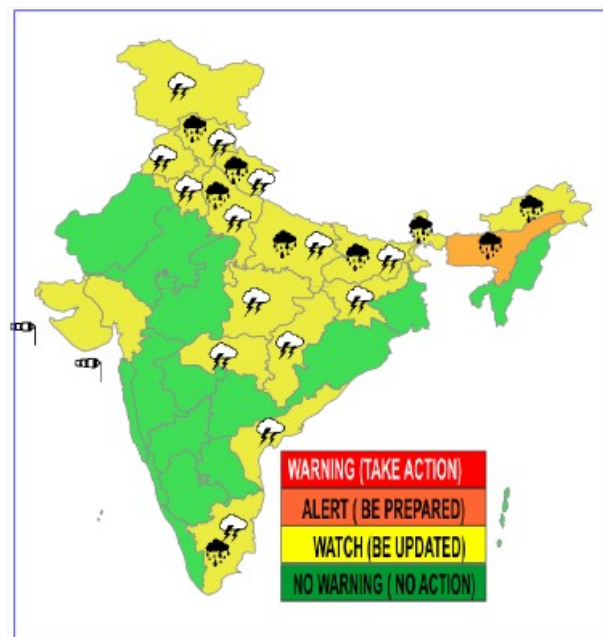 WARNING (TAKE ACTION)
ALERT ( BE PREPARED)
WATCH (BE UPDATED)
NO WARNING ( NO ACTION)